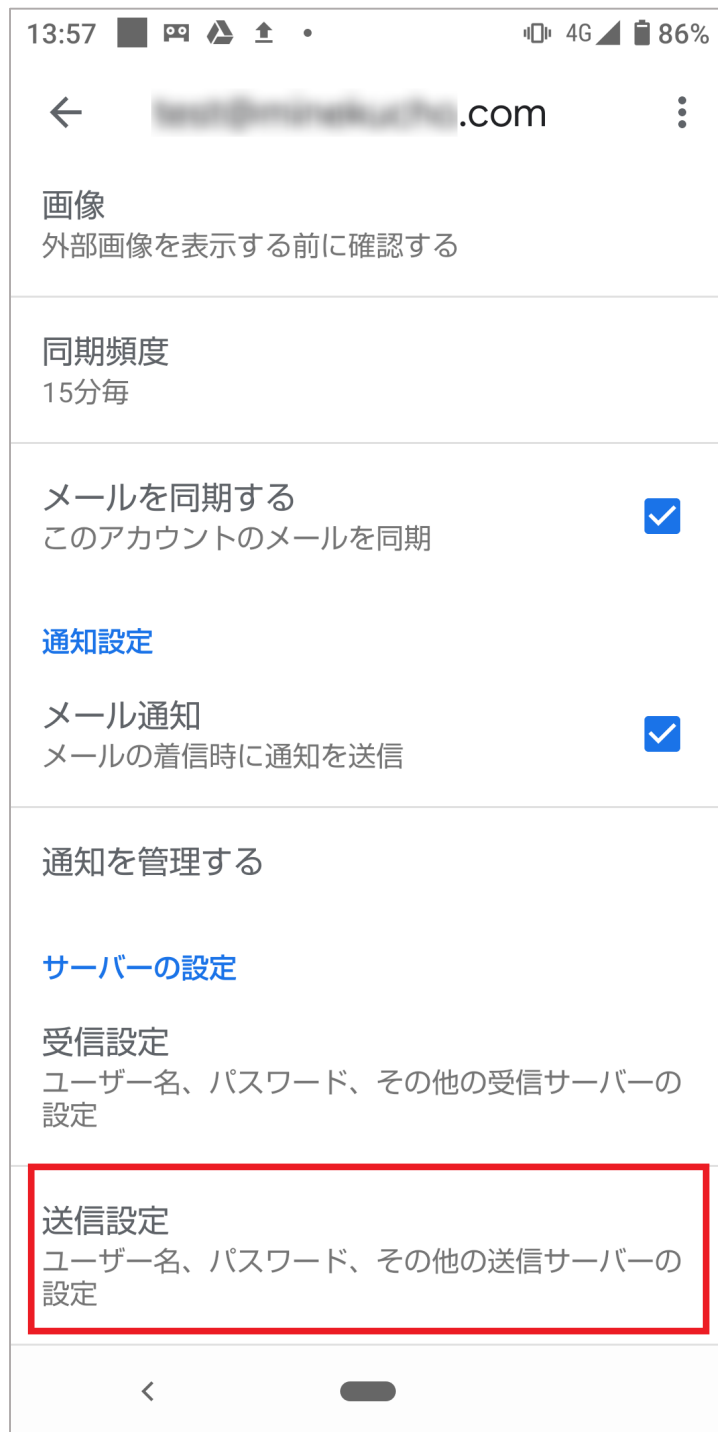 13:57 4G 86%
.com
画像
外部画像を表示する前に確認する
同期頻度
15分毎
メールを同期する
このアカウントのメールを同期
通知設定
メール通知
メールの着信時に通知を送信
通知を管理する
サーバーの設定
受信設定
ユーザー名、パスワード、その他の受信サーバーの
設定
送信設定
ユーザー名、パスワード、その他の送信サーバーの
設定